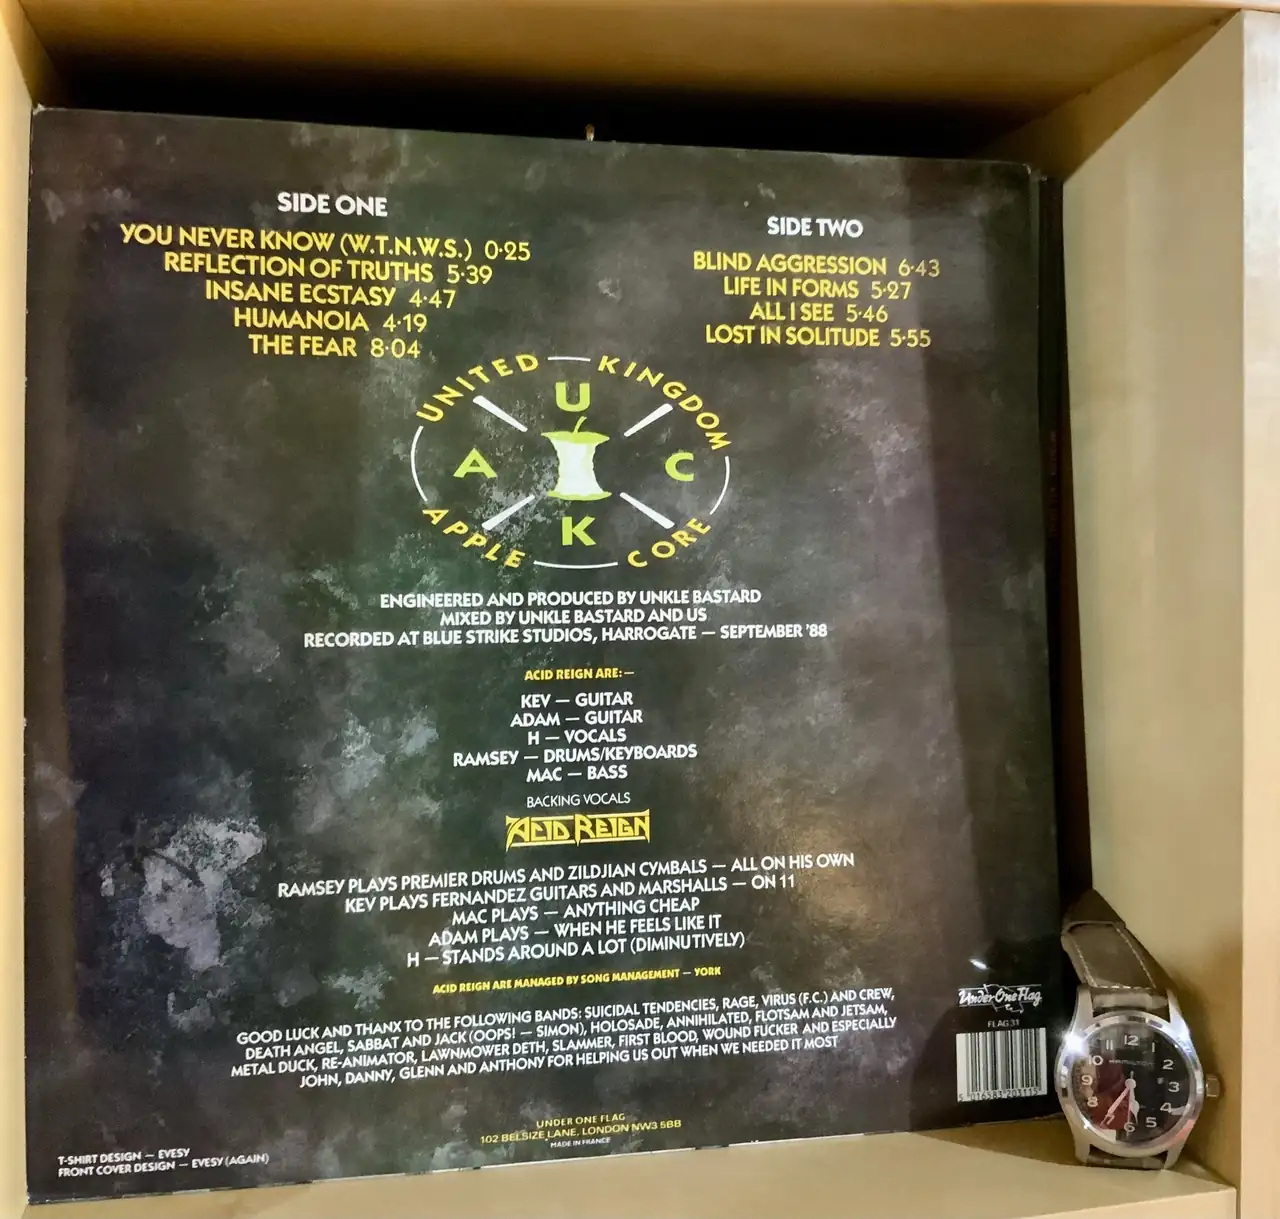 SIDE ONE
YOU NEVER KNOW (W.T.N.W.S.) 0·25
REFLECTION OF TRUTHS 5·39
INSANE ECSTASY 4·47
HUMANOIA 4·19
THE FEAR 8·04
SIDE TWO
BLIND AGGRESSION 6·43
LIFE IN FORMS 5·27
ALL I SEE 5·46
LOST IN SOLITUDE 5·55
UNITED KINGDOM
U
A C
K
APPLE CORE
ENGINEERED AND PRODUCED BY UNKLE BASTARD
MIXED BY UNKLE BASTARD AND US
RECORDED AT BLUE STRIKE STUDIOS, HARROGATE — SEPTEMBER '88
ACID REIGN ARE:—
KEV — GUITAR
ADAM — GUITAR
H — VOCALS
RAMSEY — DRUMS/KEYBOARDS
MAC — BASS
BACKING VOCALS
ACID REIGN
RAMSEY PLAYS PREMIER DRUMS AND ZILDJIAN CYMBALS — ALL ON HIS OWN
KEV PLAYS FERNANDEZ GUITARS AND MARSHALLS — ON 11
MAC PLAYS — ANYTHING CHEAP
ADAM PLAYS — WHEN HE FEELS LIKE IT
H — STANDS AROUND A LOT (DIMINUTIVELY)
ACID REIGN ARE MANAGED BY SONG MANAGEMENT — YORK
GOOD LUCK AND THANX TO THE FOLLOWING BANDS: SUICIDAL TENDENCIES, RAGE, VIRUS (F.C.) AND CREW,
DEATH ANGEL, SABBAT AND JACK (OOPS! — SIMON), HOLOSADE, ANNIHILATED, FLOTSAM AND JETSAM,
METAL DUCK, RE-ANIMATOR, LAWNMOWER DETH, SLAMMER, FIRST BLOOD, WOUND FUCKER AND ESPECIALLY
JOHN, DANNY, GLENN AND ANTHONY FOR HELPING US OUT WHEN WE NEEDED IT MOST
UNDER ONE FLAG
102 BELSIZE LANE, LONDON NW3 5BB
MADE IN FRANCE
T-SHIRT DESIGN — EVESY
FRONT COVER DESIGN — EVESY (AGAIN)
Under One Flag
FLAG 31
5 016583 203115
HAMILTON
12
11 1
10 2
9 3
8 4
7 5
6